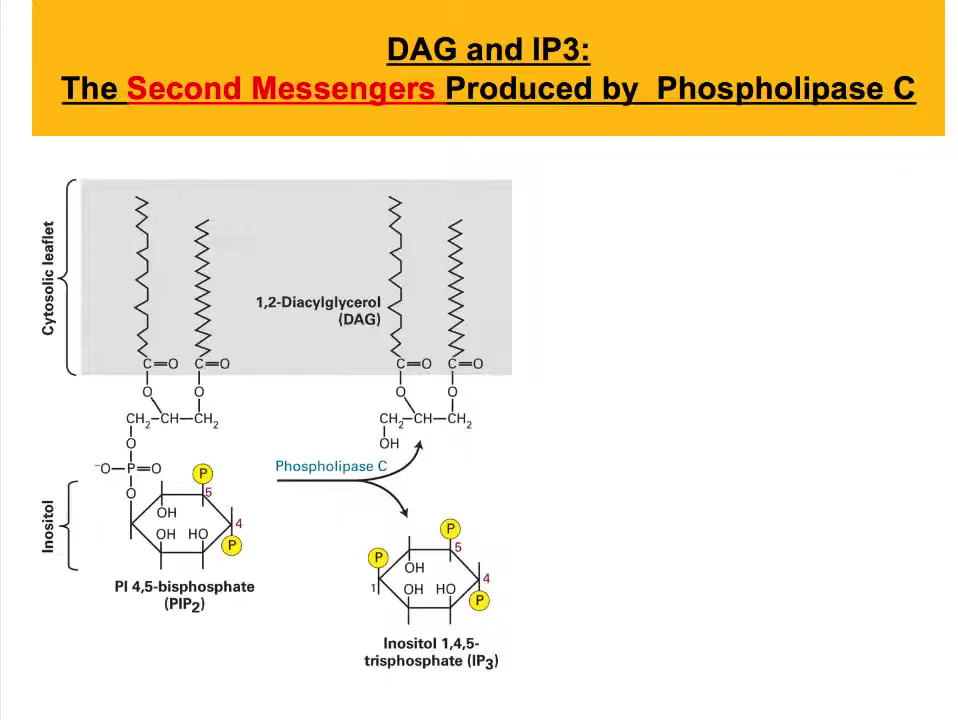 DAG and IP3:
The Second Messengers Produced by Phospholipase C
Cytosolic leaflet
1,2-Diacylglycerol
(DAG)
C=O C=O C=O C=O
O O O O
CH2-CH-CH2 CH2-CH-CH2
O OH
-O-P=O
O
Phospholipase C
Inositol
P
5
OH
4
OH HO
P
PI 4,5-bisphosphate
(PIP2)
P
P
5
OH
1
4
OH HO
P
Inositol 1,4,5-
trisphosphate (IP3)